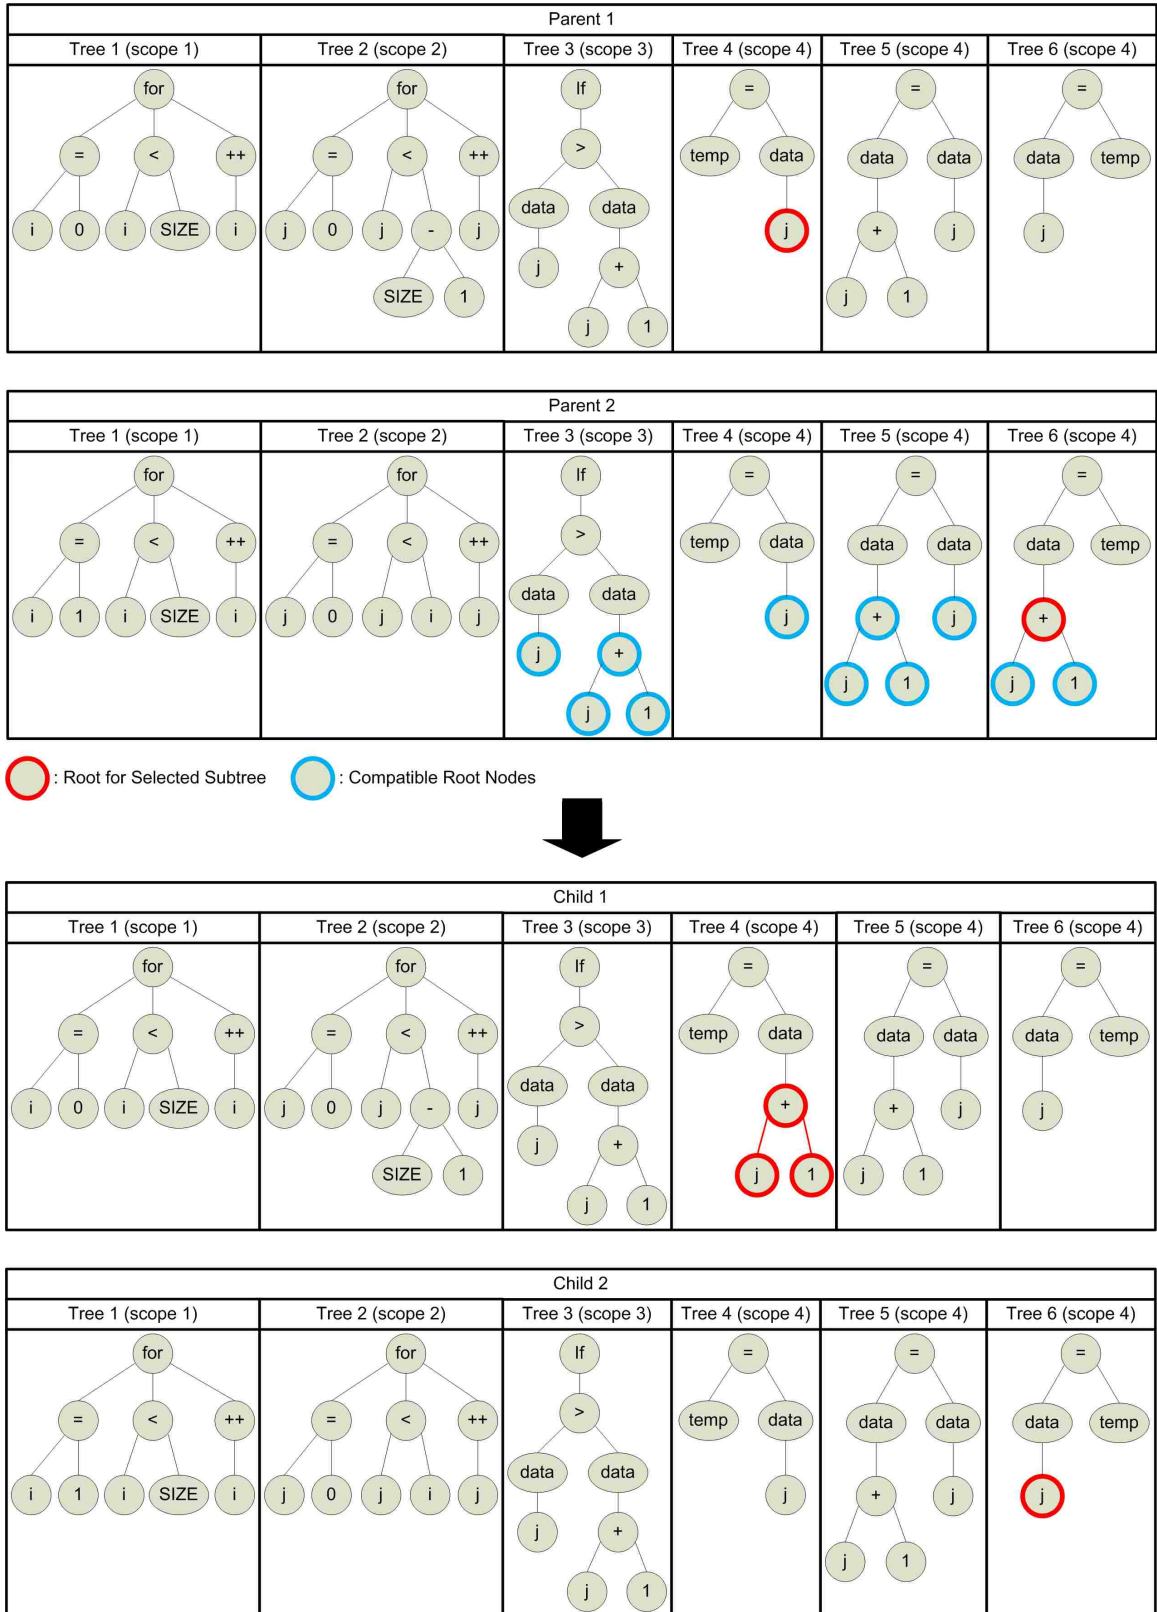 Parent 1
Tree 1 (scope 1) Tree 2 (scope 2) Tree 3 (scope 3) Tree 4 (scope 4) Tree 5 (scope 4) Tree 6 (scope 4)
for for If = = =
= < ++ = < ++ > temp data data data data temp
data data
i 0 i SIZE i j 0 j - j j + j j
j +
SIZE 1 j 1
j 1
Parent 2
Tree 1 (scope 1) Tree 2 (scope 2) Tree 3 (scope 3) Tree 4 (scope 4) Tree 5 (scope 4) Tree 6 (scope 4)
for for If = = =
= < ++ = < ++ > temp data data data data temp
data data
i 1 i SIZE i j 0 j i j j + j +
j +
j 1 j 1
j 1
: Root for Selected Subtree : Compatible Root Nodes
Child 1
Tree 1 (scope 1) Tree 2 (scope 2) Tree 3 (scope 3) Tree 4 (scope 4) Tree 5 (scope 4) Tree 6 (scope 4)
for for If = = =
= < ++ = < ++ > temp data data data data temp
data data
i 0 i SIZE i j 0 j - j + + j j
j +
SIZE 1 j 1 j 1
j 1
Child 2
Tree 1 (scope 1) Tree 2 (scope 2) Tree 3 (scope 3) Tree 4 (scope 4) Tree 5 (scope 4) Tree 6 (scope 4)
for for If = = =
= < ++ = < ++ > temp data data data data temp
data data
i 1 i SIZE i j 0 j i j j + j j
j +
j 1
j 1